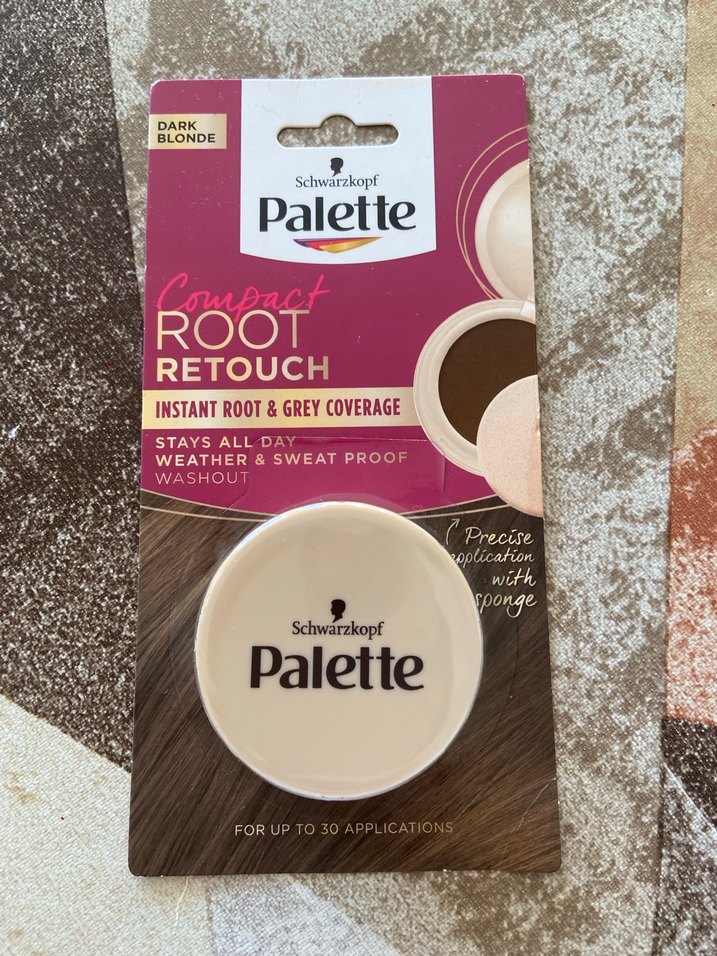 DARK
BLONDE
Schwarzkopf
Palette
Compact
ROOT
RETOUCH
INSTANT ROOT & GREY COVERAGE
STAYS ALL DAY
WEATHER & SWEAT PROOF
WASHOUT
Precise
application
with
sponge
Schwarzkopf
Palette
FOR UP TO 30 APPLICATIONS